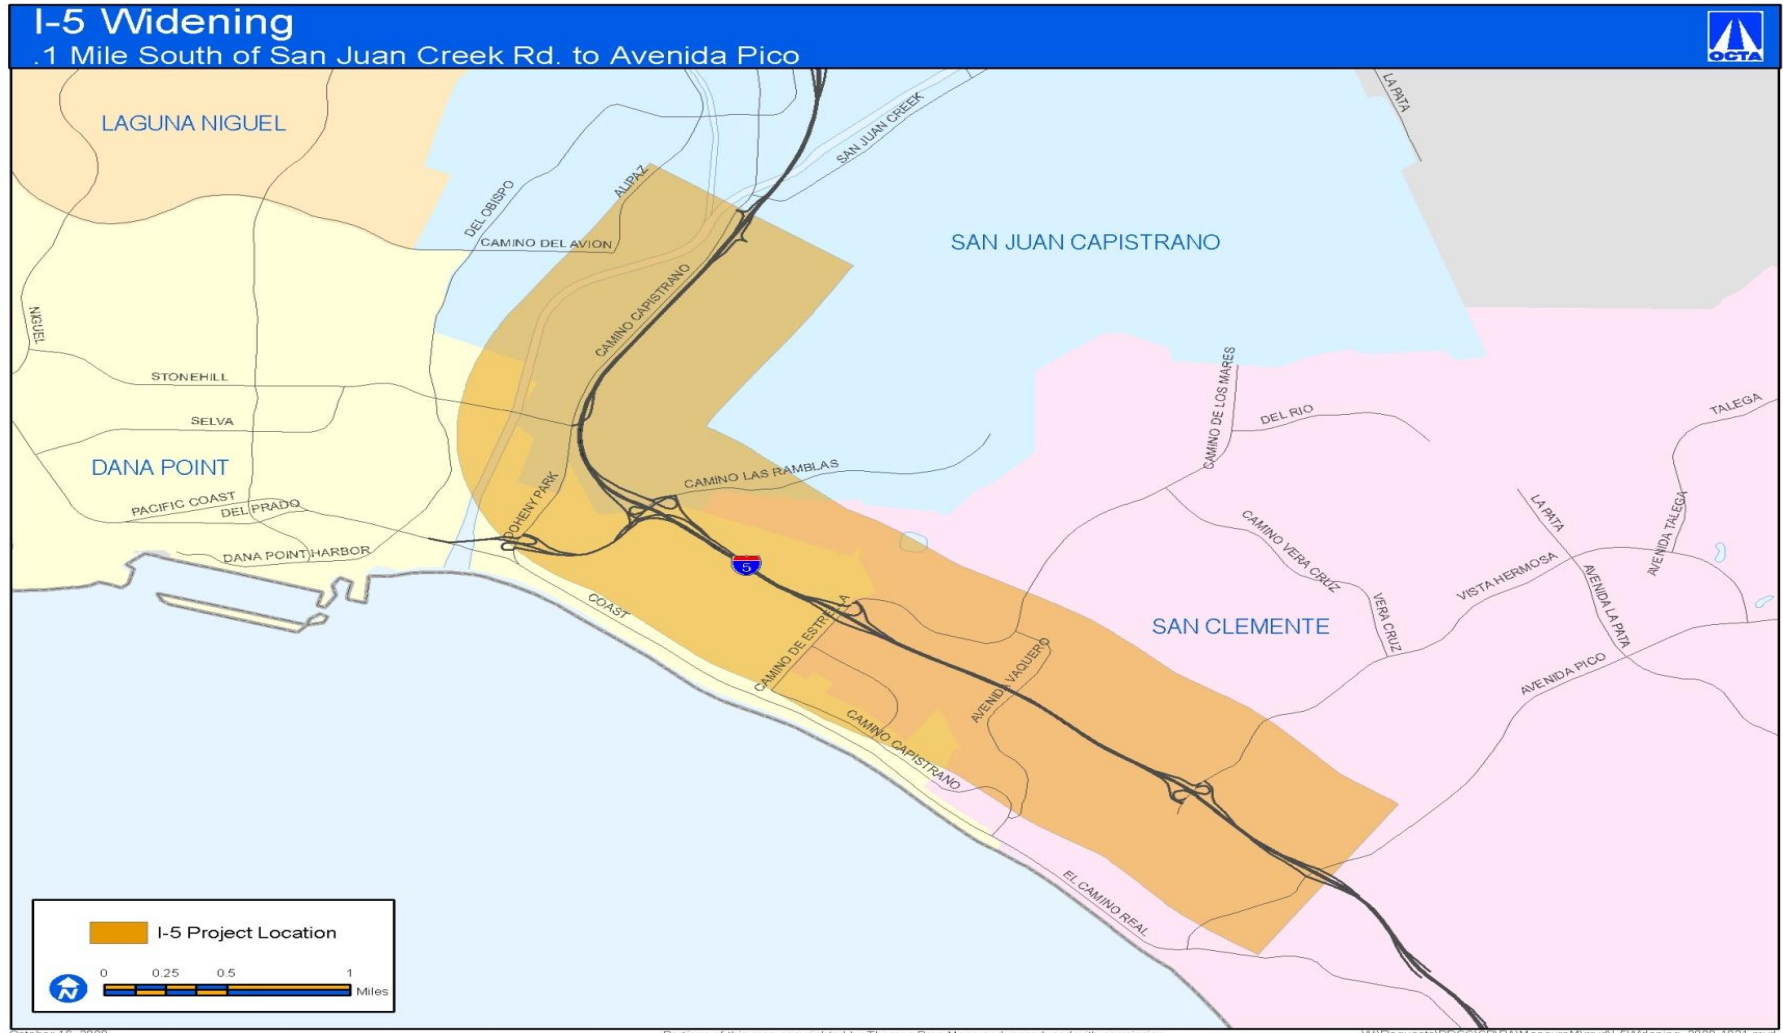 I-5 Widening
.1 Mile South of San Juan Creek Rd. to Avenida Pico
OCTA
LAGUNA NIGUEL
LA PATA
SAN JUAN CREEK
ALIPAZ
DEL OBISPO
CAMINO DEL AVION
SAN JUAN CAPISTRANO
CAMINO CAPISTRANO
NIGUEL
STONEHILL
SELVA
CAMINO DE LOS MARES
DEL RIO
TALEGA
DANA POINT
CAMINO LAS RAMBLAS
PACIFIC COAST
DEL PRADO
DOHENY PARK
LA PATA
CAMINO VERA CRUZ
AVENIDA TALEGA
DANA POINT HARBOR
5
COAST
CAMINO DE ESTRELLA
VISTA HERMOSA
VERA CRUZ
AVENIDA LA PATA
SAN CLEMENTE
AVENIDA VAQUERO
AVENIDA PICO
CAMINO CAPISTRANO
EL CAMINO REAL
I-5 Project Location
N
0 0.25 0.5 1
Miles